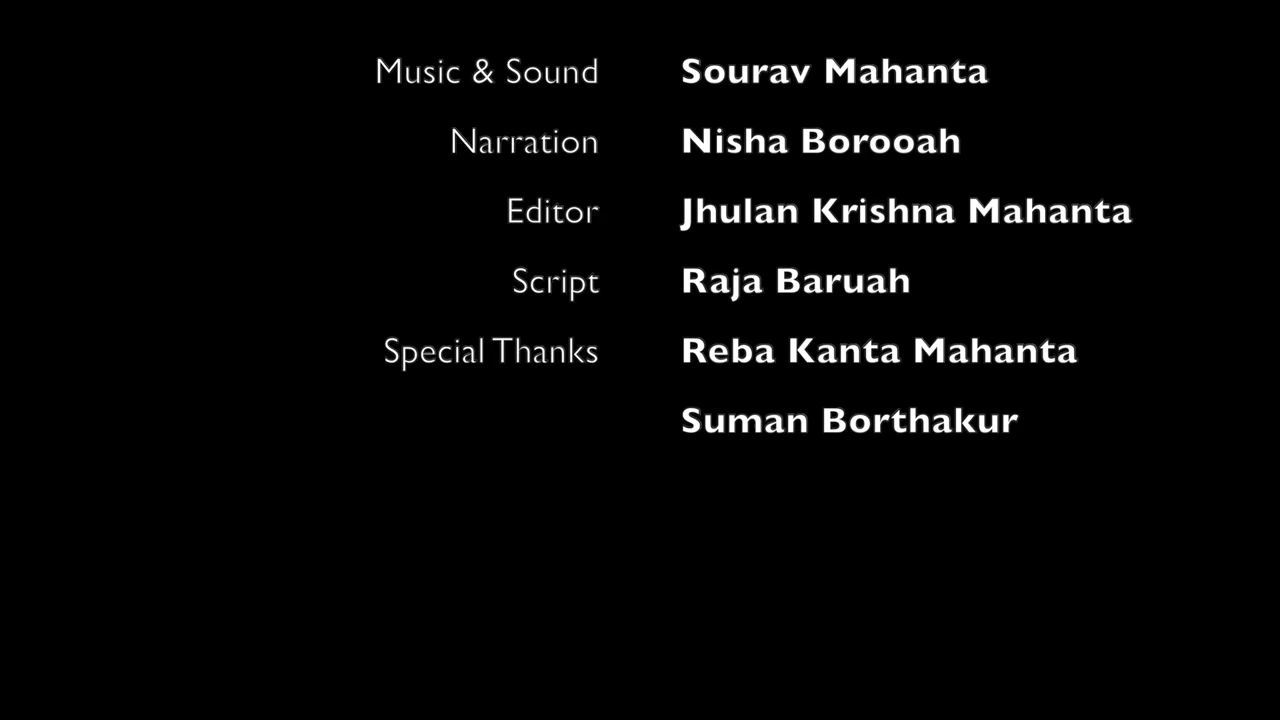 Music & Sound Sourav Mahanta
Narration Nisha Borooah
Editor Jhulan Krishna Mahanta
Script Raja Baruah
Special Thanks Reba Kanta Mahanta
Suman Borthakur